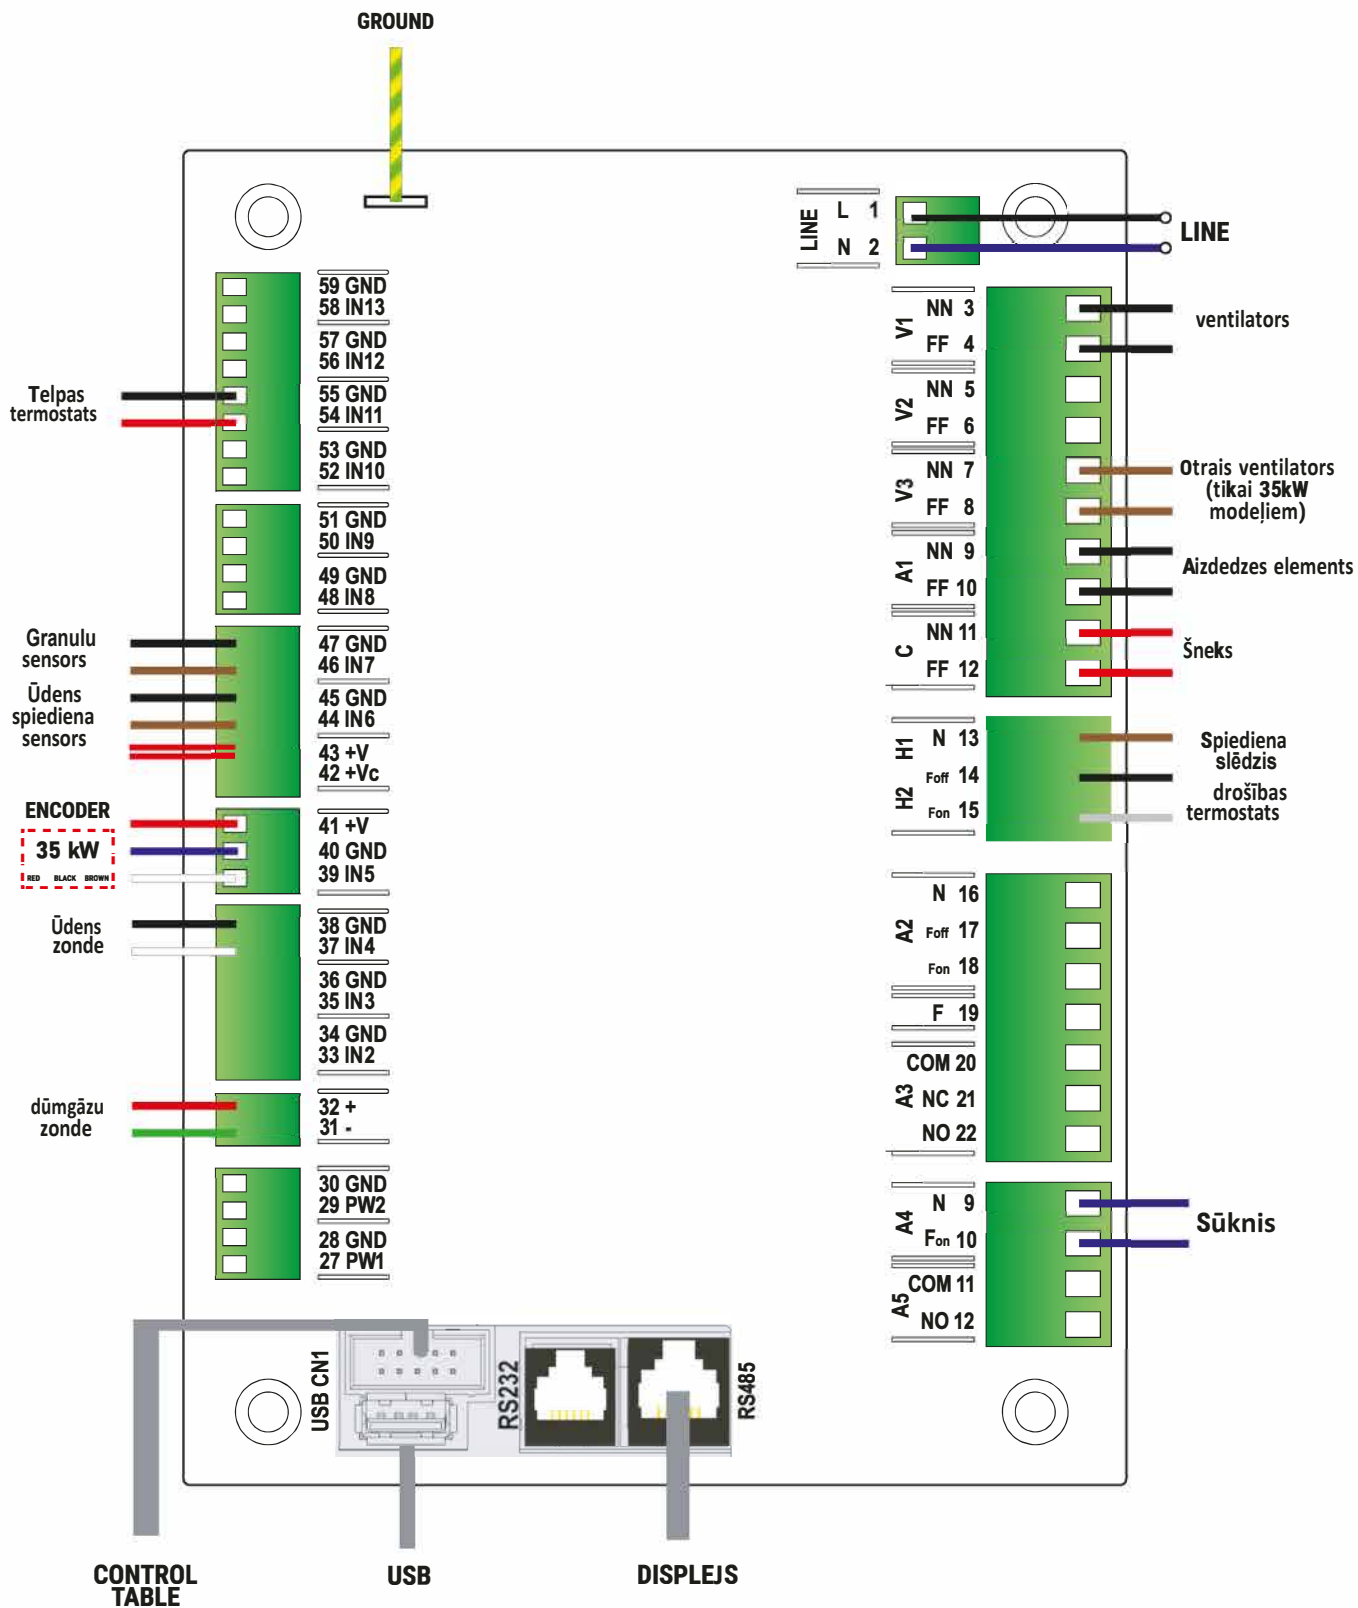 GROUND
LINE
L 1
N 2
LINE
59 GND
58 IN13
57 GND
56 IN12
Telpas
termostats
55 GND
54 IN11
53 GND
52 IN10
51 GND
50 IN9
49 GND
48 IN8
Granulu
sensors
47 GND
46 IN7
Ūdens
spiediena
sensors
45 GND
44 IN6
43 +V
42 +Vc
ENCODER
35 kW
RED BLACK BROWN
41 +V
40 GND
39 IN5
Ūdens
zonde
38 GND
37 IN4
36 GND
35 IN3
34 GND
33 IN2
dūmgāzu
zonde
32 +
31 -
30 GND
29 PW2
28 GND
27 PW1
V1
NN 3
FF 4
ventilators
V2
NN 5
FF 6
V3
NN 7
FF 8
Otrais ventilators
(tikai 35kW
modeļiem)
A1
NN 9
FF 10
Aizdedzes elements
C
NN 11
FF 12
Šneks
H1
N 13
H2
Foff 14
Fon 15
Spiediena
slēdzis
drošības
termostats
A2
N 16
Foff 17
Fon 18
F 19
A3
COM 20
NC 21
NO 22
A4
N 9
Fon 10
Sūknis
A5
COM 11
NO 12
USB CN1
RS232
RS485
CONTROL
TABLE
USB
DISPLEJS